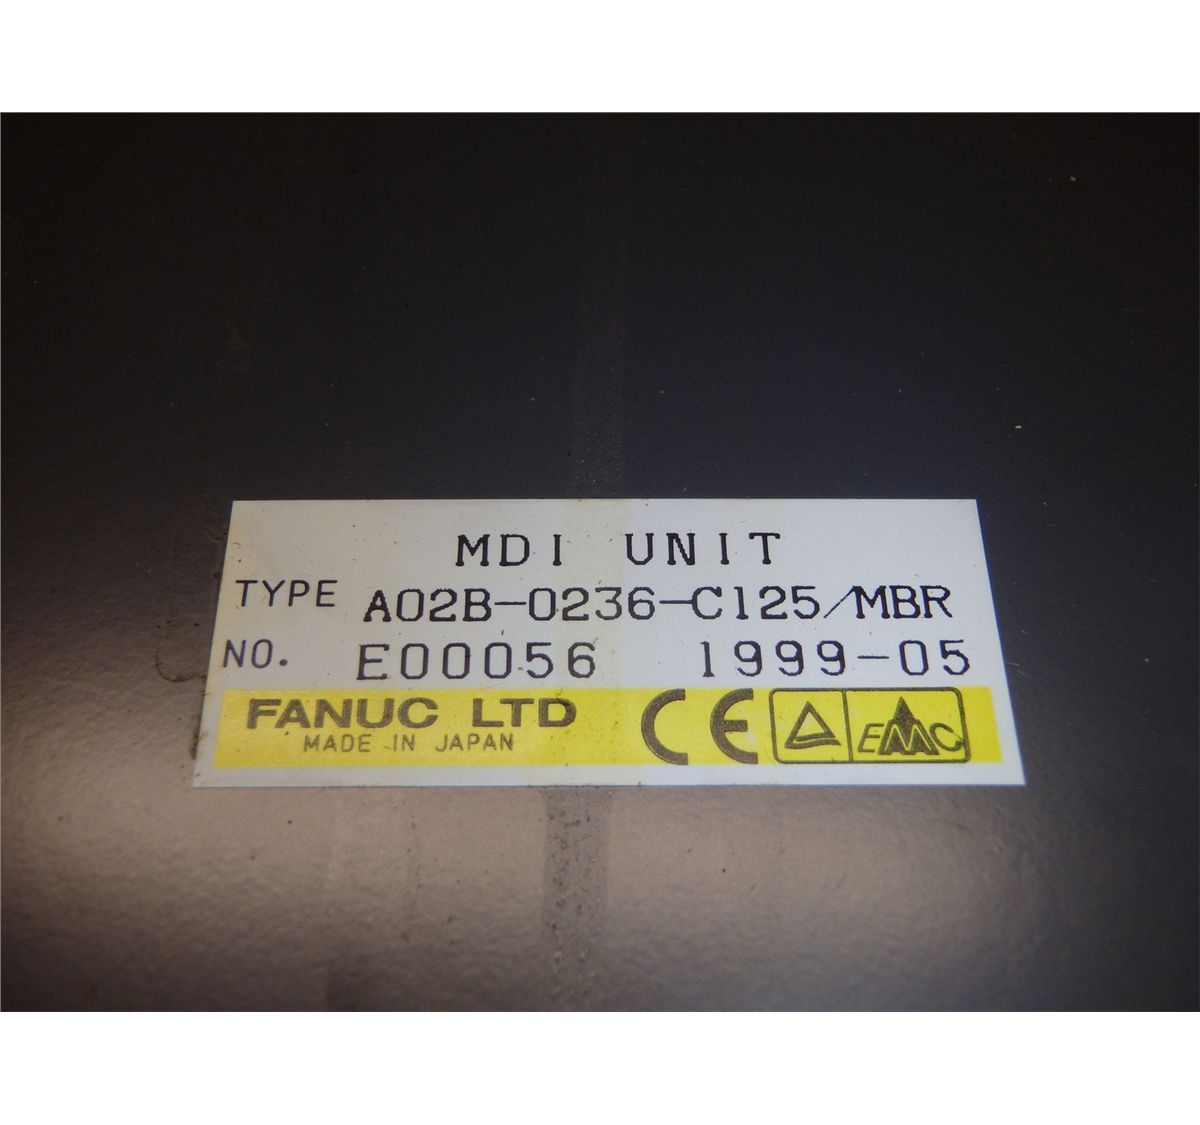 MDI UNIT
TYPE A02B-0236-C125/MBR
NO. E00056 1999-05
FANUC LTD CE EMC
MADE IN JAPAN